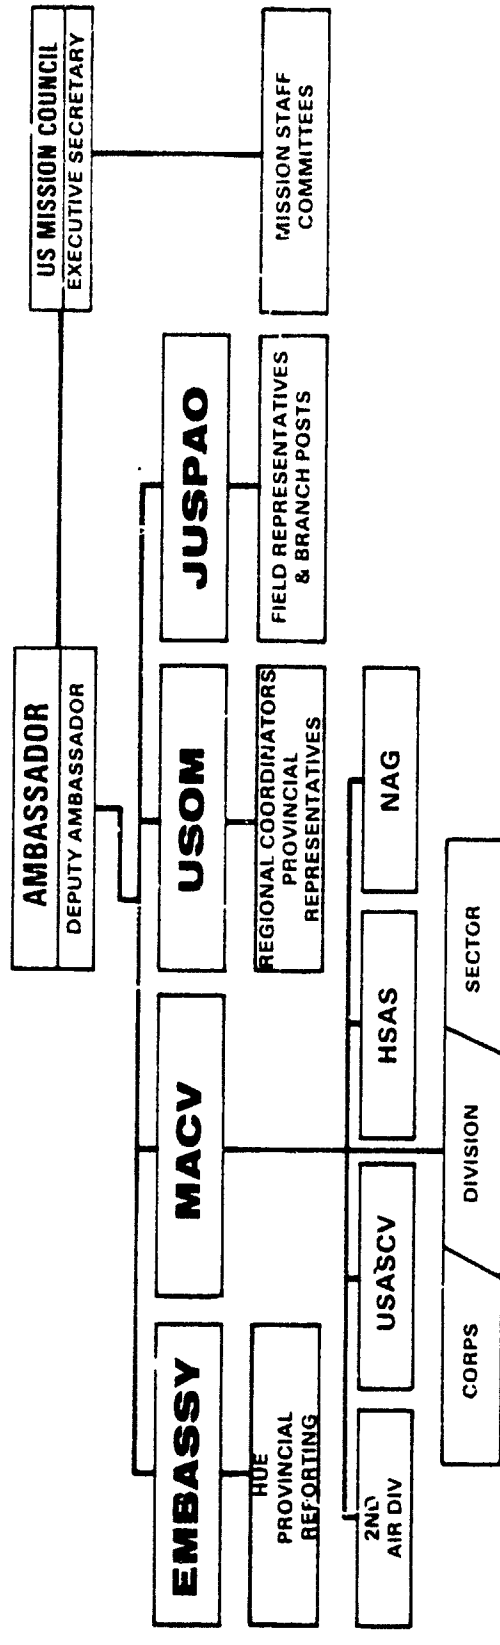 AMBASSADOR
DEPUTY AMBASSADOR
US MISSION COUNCIL
EXECUTIVE SECRETARY
MISSION STAFF
COMMITTEES
EMBASSY
MACV
USOM
JUSPAO
HUE
PROVINCIAL
REPORTING
REGIONAL COORDINATORS
PROVINCIAL
REPRESENTATIVES
FIELD REPRESENTATIVES
& BRANCH POSTS
2ND
AIR DIV
USASCV
HSAS
NAG
CORPS
DIVISION
SECTOR